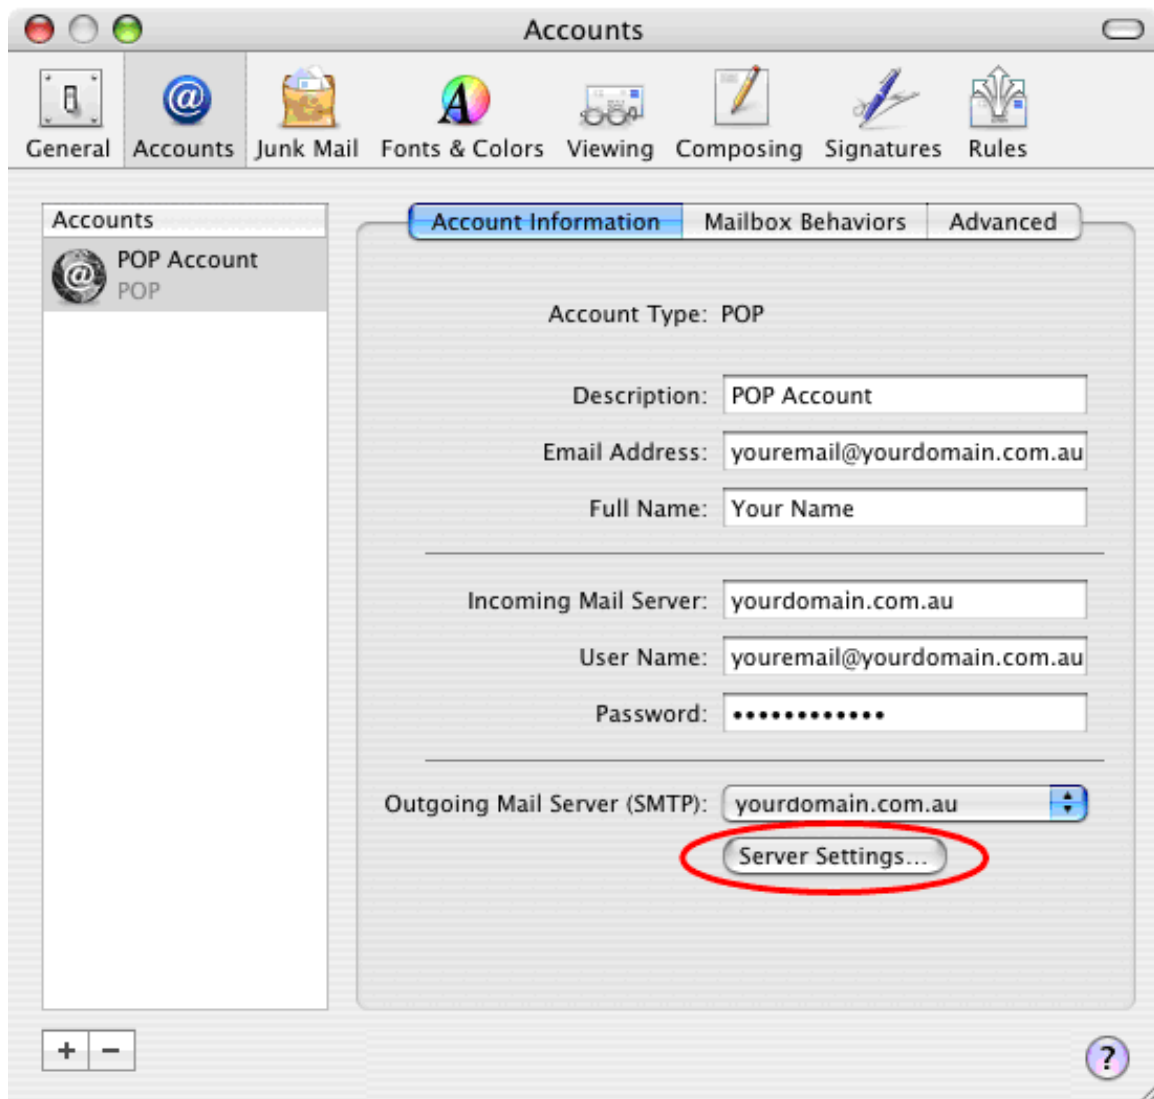 Accounts
General Accounts Junk Mail Fonts & Colors Viewing Composing Signatures Rules
Accounts
POP Account
POP
Account Information Mailbox Behaviors Advanced
Account Type: POP
Description: POP Account
Email Address: youremail@yourdomain.com.au
Full Name: Your Name
Incoming Mail Server: yourdomain.com.au
User Name: youremail@yourdomain.com.au
Password: ••••••••••••
Outgoing Mail Server (SMTP): yourdomain.com.au
Server Settings...
+ − ?